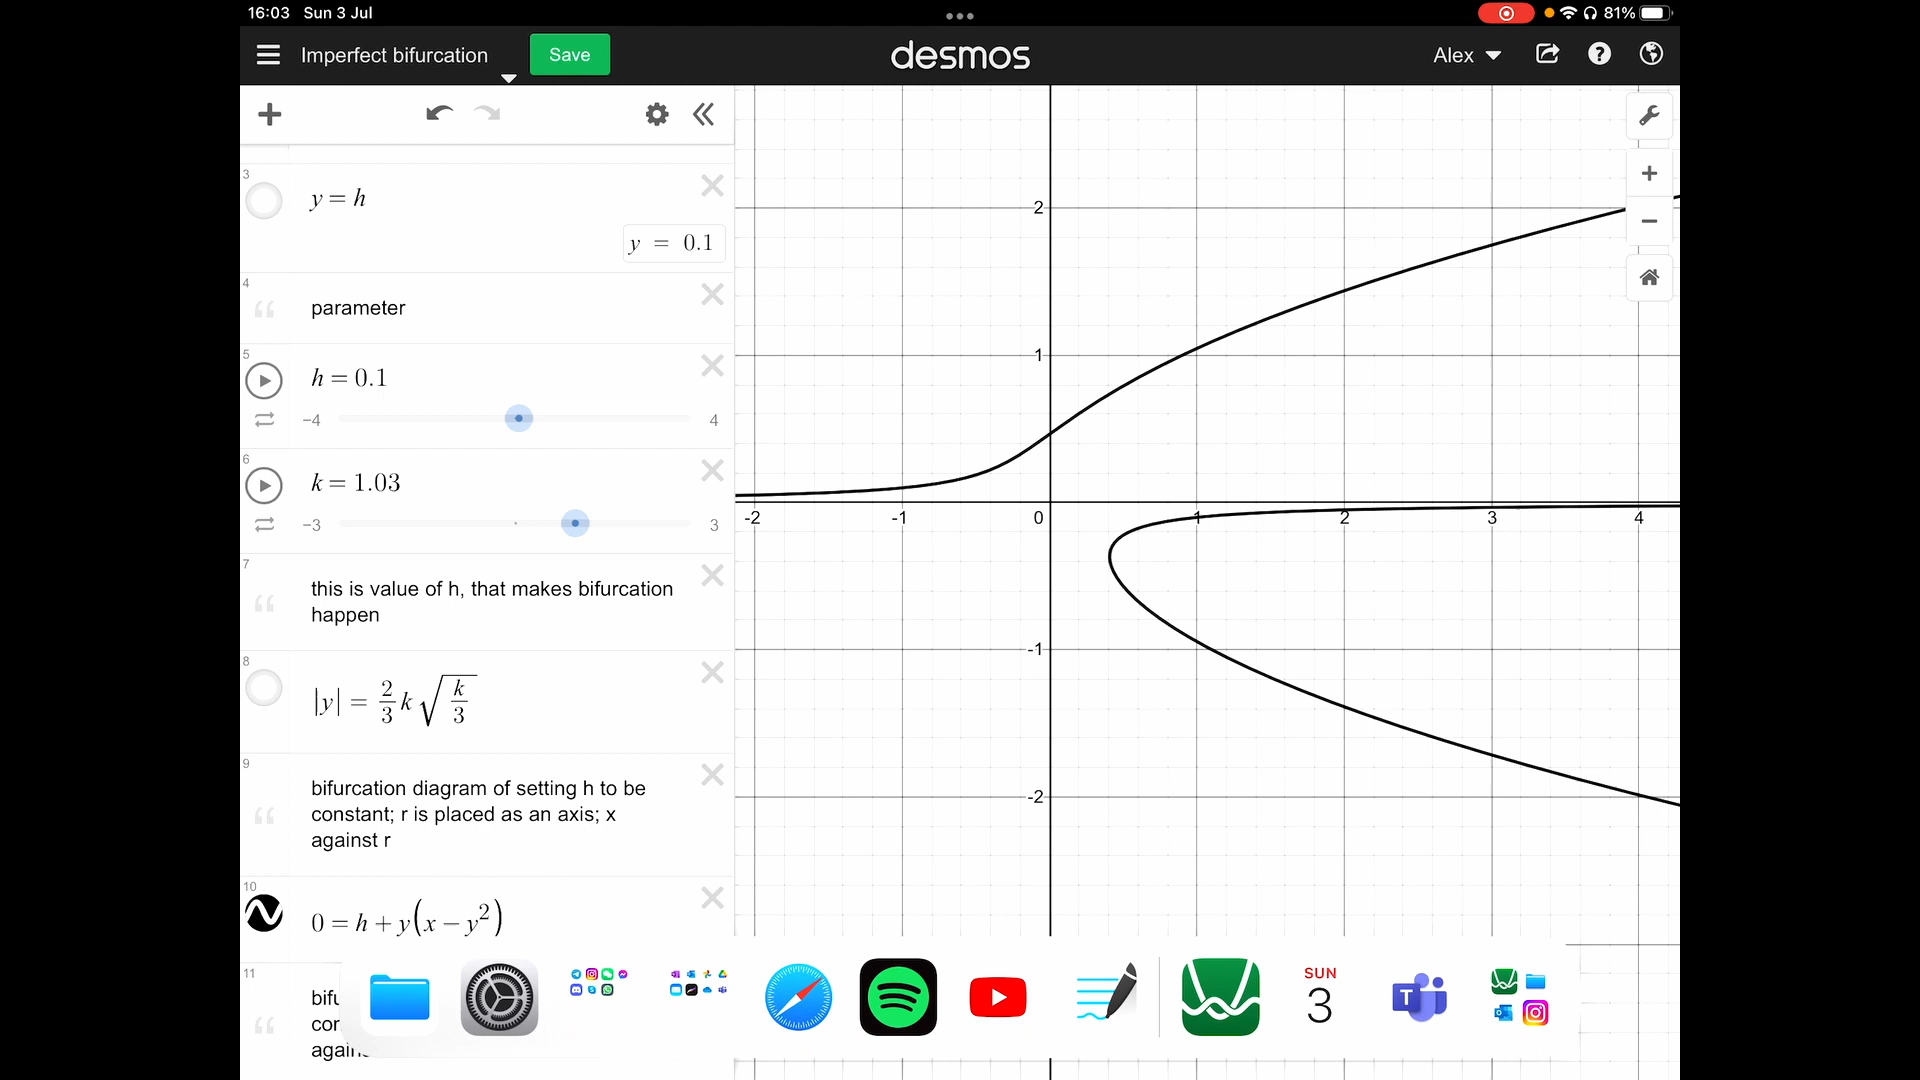 16:03 Sun 3 Jul
81%
Imperfect bifurcation
Save
desmos
Alex
3
y = h
y = 0.1
4
parameter
5
h = 0.1
−4
4
6
k = 1.03
−3
3
7
this is value of h, that makes bifurcation
happen
8
|y| = 2/3 k √(k/3)
9
bifurcation diagram of setting h to be
constant; r is placed as an axis; x
against r
10
0 = h + y(x − y²)
11
2
1
-2
-1
0
1
2
3
4
-1
-2
SUN
3
T